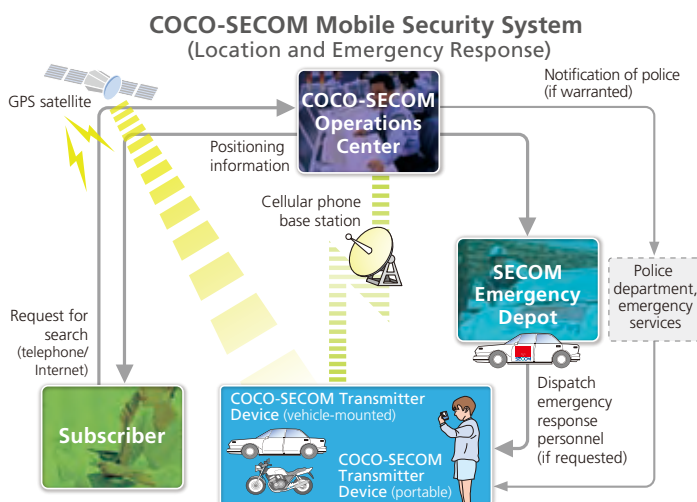 COCO-SECOM Mobile Security System
(Location and Emergency Response)
GPS satellite
COCO-SECOM
Operations
Center
Notification of police
(if warranted)
Positioning
information
Cellular phone
base station
SECOM
Emergency
Depot
Police
department,
emergency
services
Request for
search
(telephone/
Internet)
SECOM
Dispatch
emergency
response
personnel
(if requested)
Subscriber
COCO-SECOM Transmitter
Device (vehicle-mounted)
COCO-SECOM
Transmitter
Device (portable)